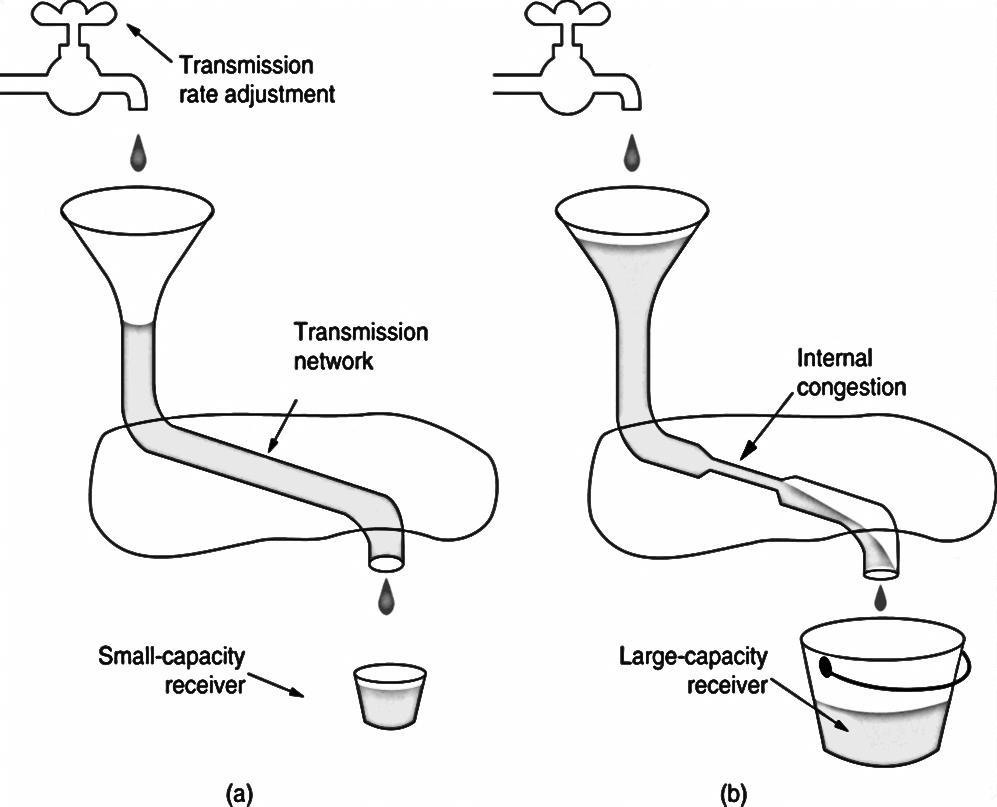 Transmission
rate adjustment
Transmission
network
Internal
congestion
Small-capacity
receiver
Large-capacity
receiver
(a)
(b)